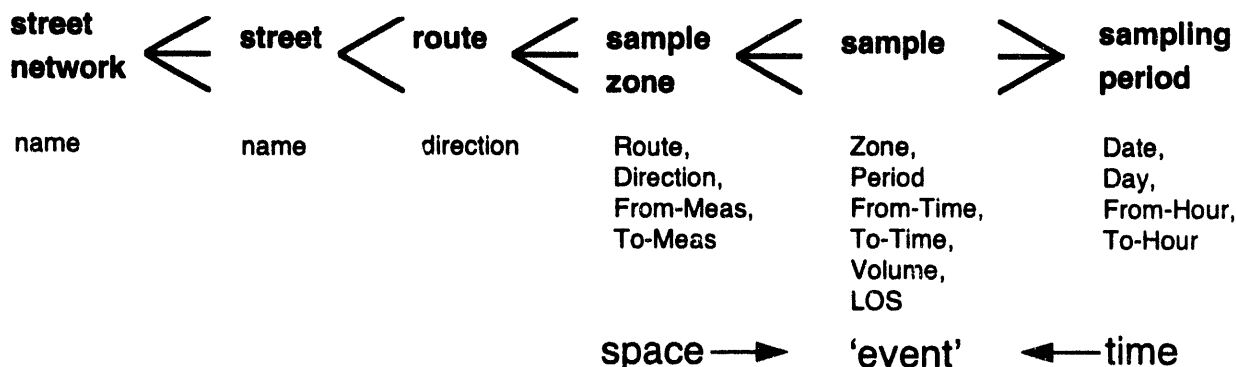 street network
street
route
sample zone
sample
sampling period
name
name
direction
Route,
Direction,
From-Meas,
To-Meas
Zone,
Period
From-Time,
To-Time,
Volume,
LOS
Date,
Day,
From-Hour,
To-Hour
space
'event'
time